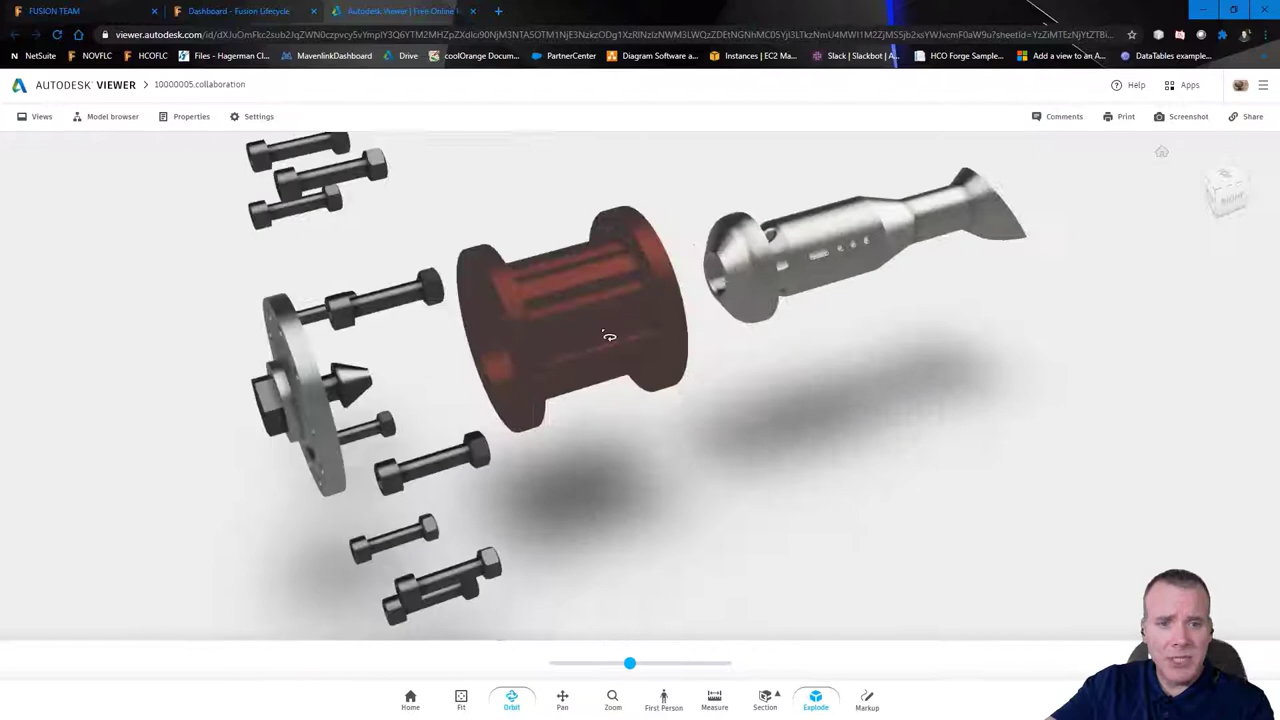 FUSION TEAM
Dashboard - Fusion Lifecycle
Autodesk Viewer | Free Online
NetSuite
NOVFLC
HCOFLC
Files - Hagerman Cl...
MavenlinkDashboard
Drive
coolOrange Docum...
PartnerCenter
Diagram Software a...
Instances | EC2 Ma...
Slack | Slackbot | A...
HCO Forge Sample...
Add a view to an A...
DataTables example...
AUTODESK VIEWER
10000005.collaboration
Help
Apps
Views
Model browser
Properties
Settings
Comments
Print
Screenshot
Share
Home
Fit
Orbit
Pan
Zoom
First Person
Measure
Section
Explode
Markup